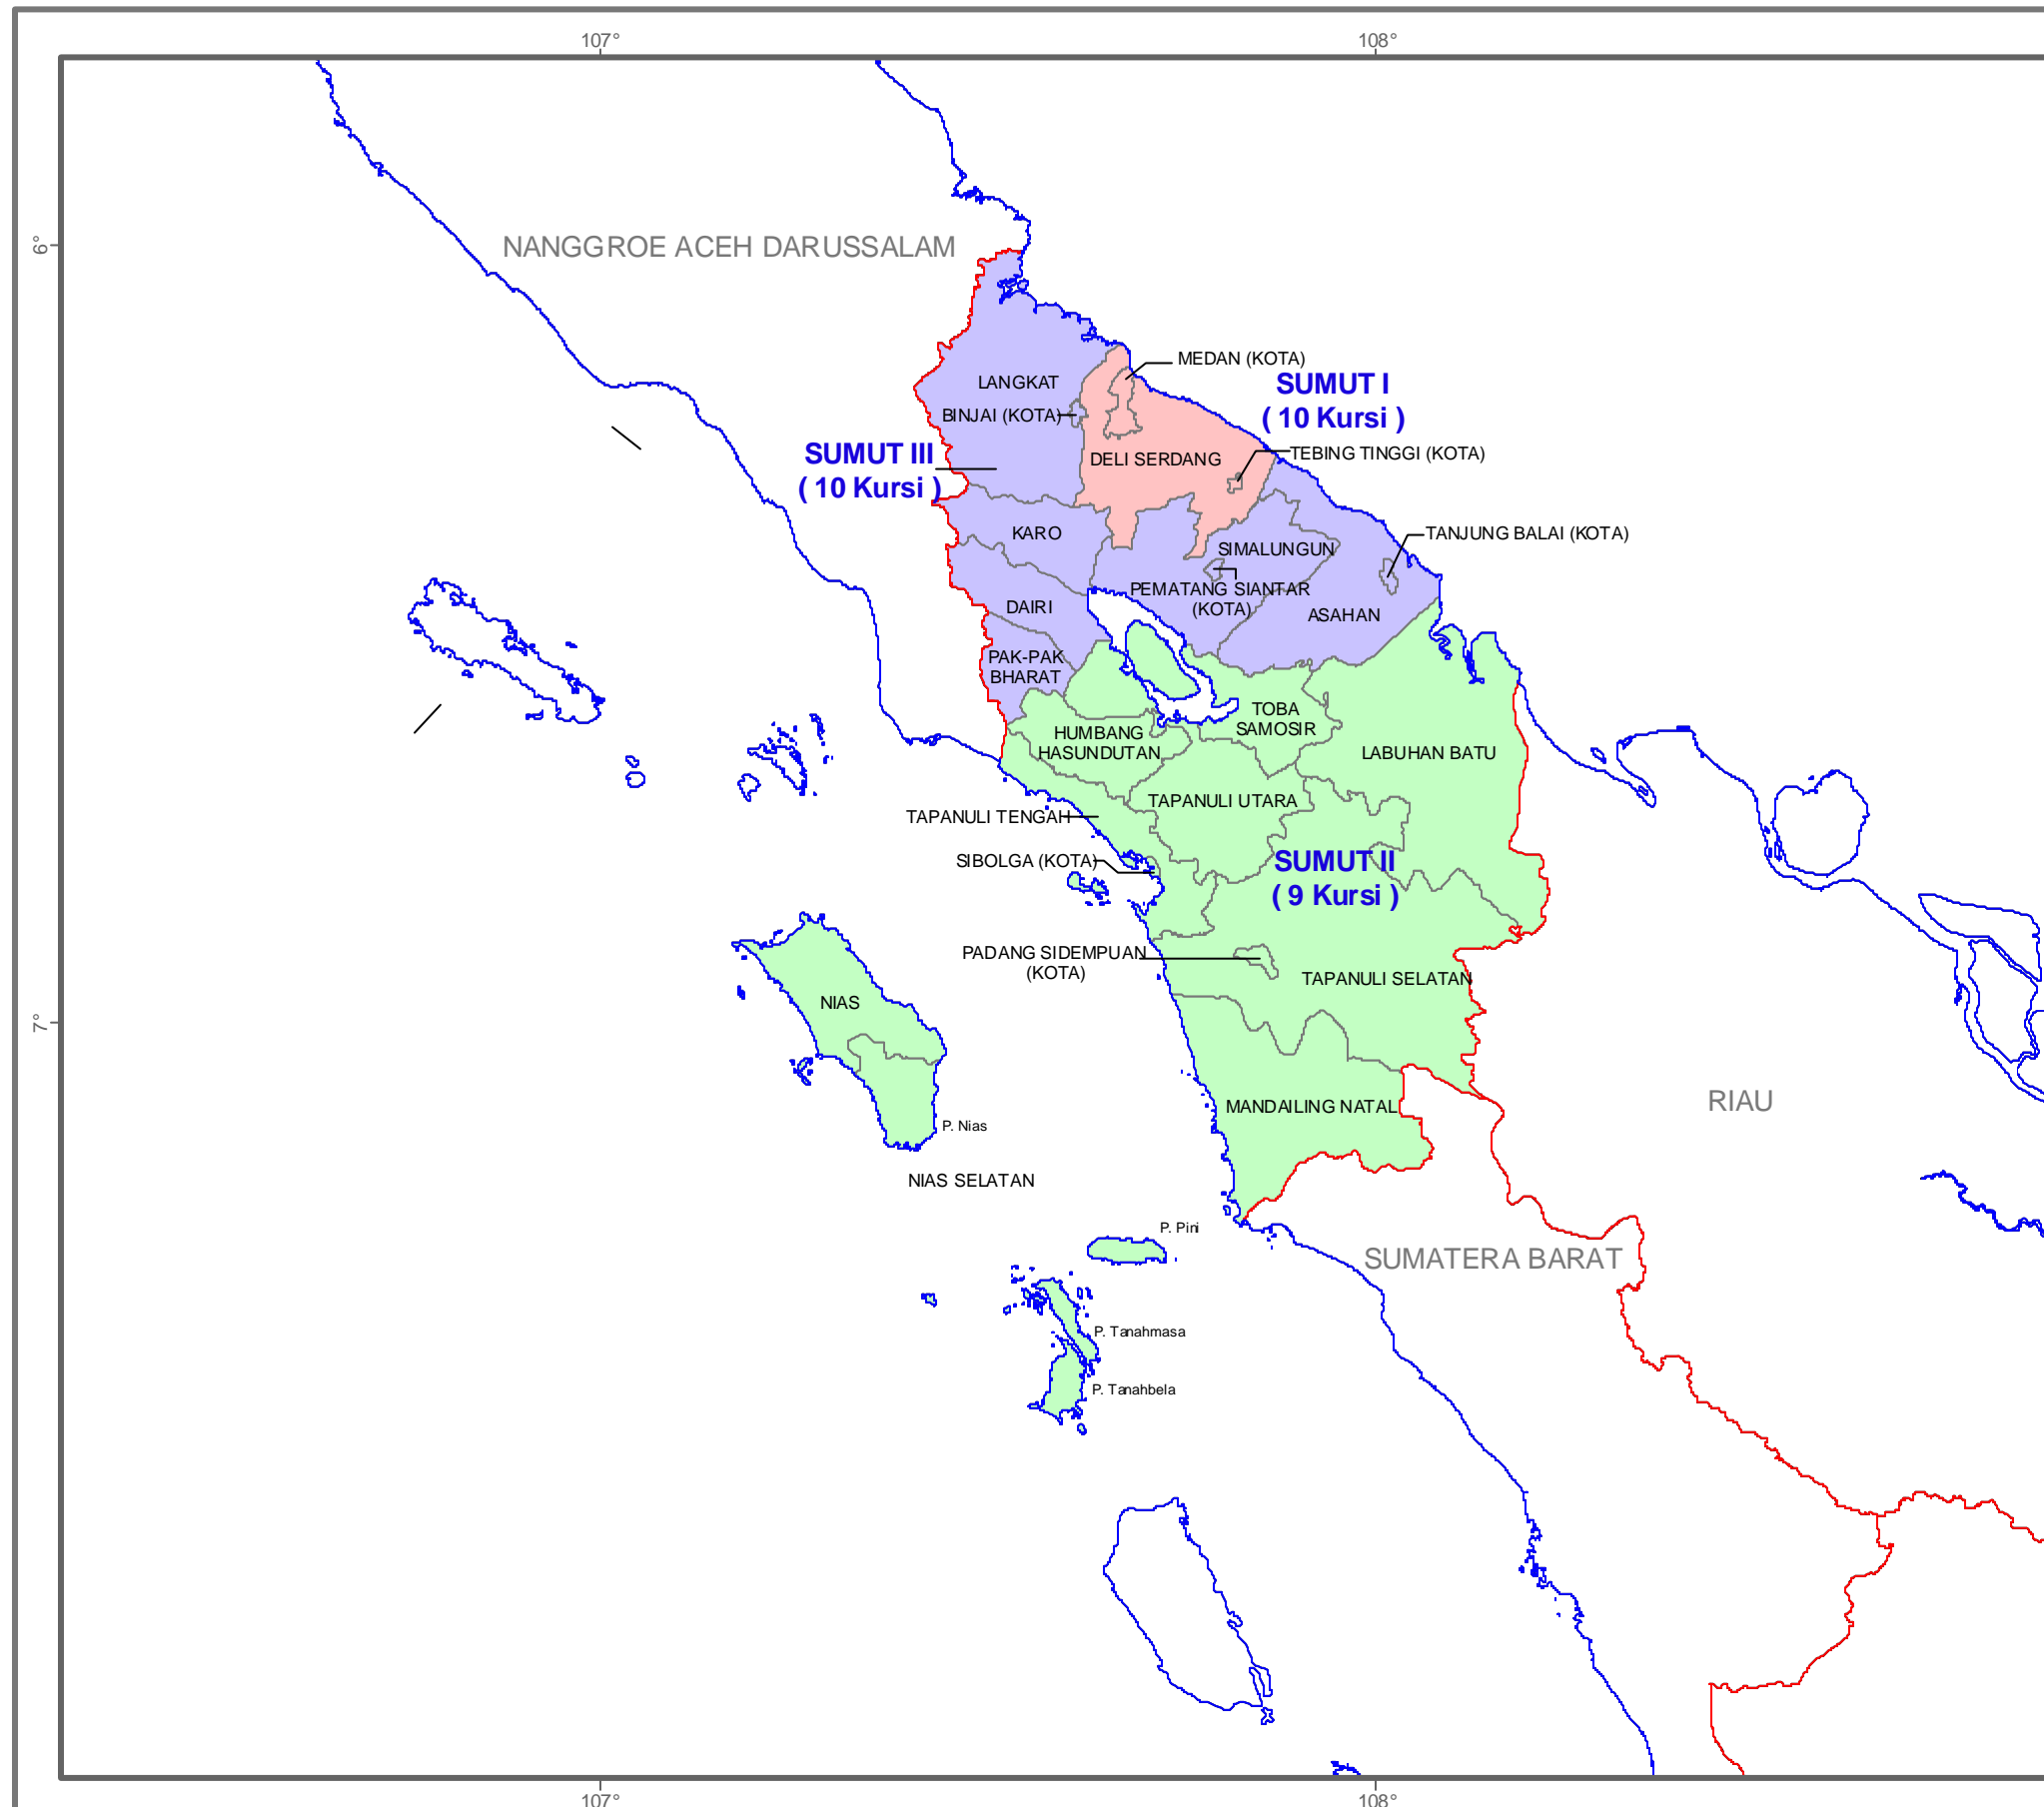 107°
108°
6°
NANGGROE ACEH DARUSSALAM
MEDAN (KOTA)
LANGKAT
SUMUT I
( 10 Kursi )
BINJAI (KOTA)
SUMUT III
( 10 Kursi )
DELI SERDANG
TEBING TINGGI (KOTA)
KARO
SIMALUNGUN
TANJUNG BALAI (KOTA)
PEMATANG SIANTAR
(KOTA)
DAIRI
ASAHAN
PAK-PAK
BHARAT
TOBA
SAMOSIR
HUMBANG
HASUNDUTAN
LABUHAN BATU
TAPANULI UTARA
TAPANULI TENGAH
SIBOLGA (KOTA)
SUMUT II
( 9 Kursi )
PADANG SIDEMPUAN
(KOTA)
TAPANULI SELATAN
NIAS
7°
MANDAILING NATAL
RIAU
P. Nias
NIAS SELATAN
P. Pini
SUMATERA BARAT
P. Tanahmasa
P. Tanahbela
107°
108°